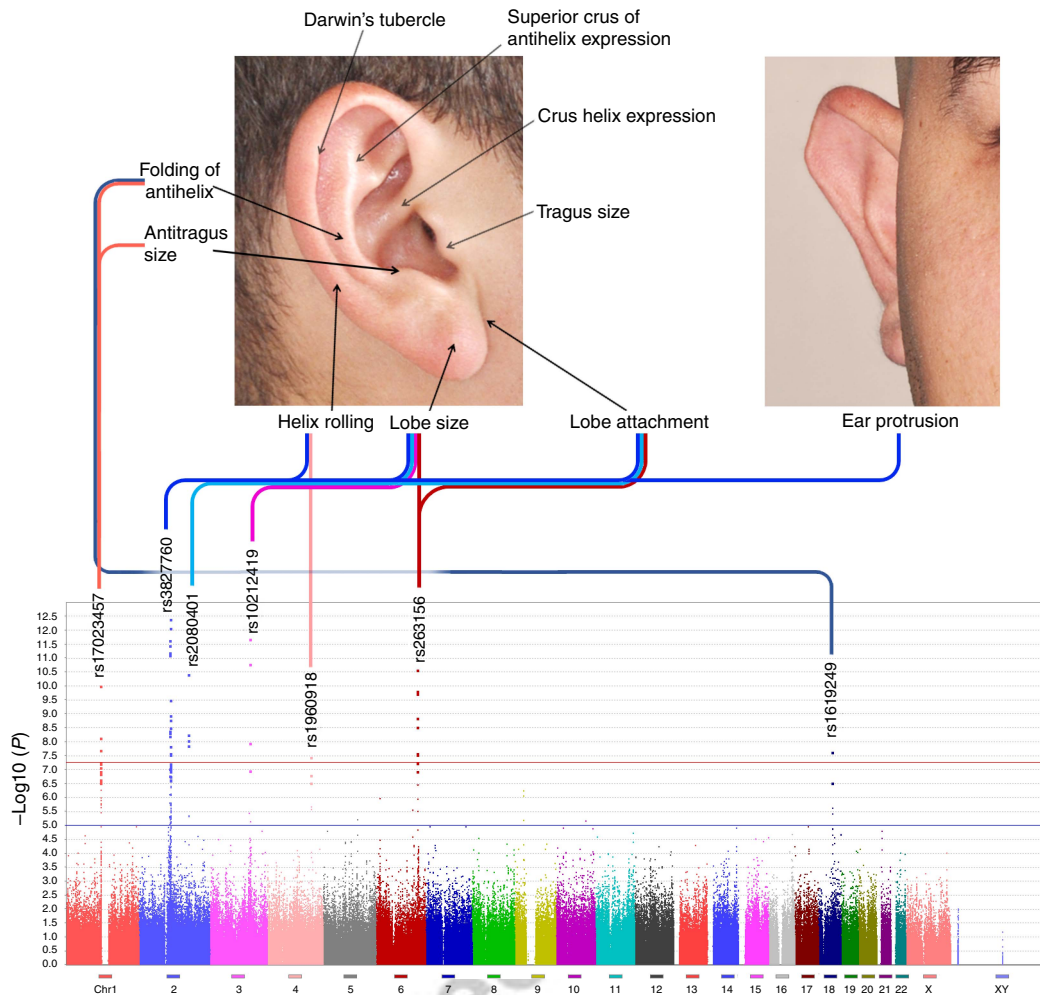 Darwin's tubercle
Superior crus of
antihelix expression
Crus helix expression
Folding of
antihelix
Tragus size
Antitragus
size
Helix rolling
Lobe size
Lobe attachment
Ear protrusion
rs17023457
rs3827760
rs2080401
rs10212419
rs1960918
rs263156
rs1619249
−Log10 (P)
12.5
12.0
11.5
11.0
10.5
10.0
9.5
9.0
8.5
8.0
7.5
7.0
6.5
6.0
5.5
5.0
4.5
4.0
3.5
3.0
2.5
2.0
1.5
1.0
0.5
0.0
Chr1 2 3 4 5 6 7 8 9 10 11 12 13 14 15 16 17 18 19 20 21 22 X XY